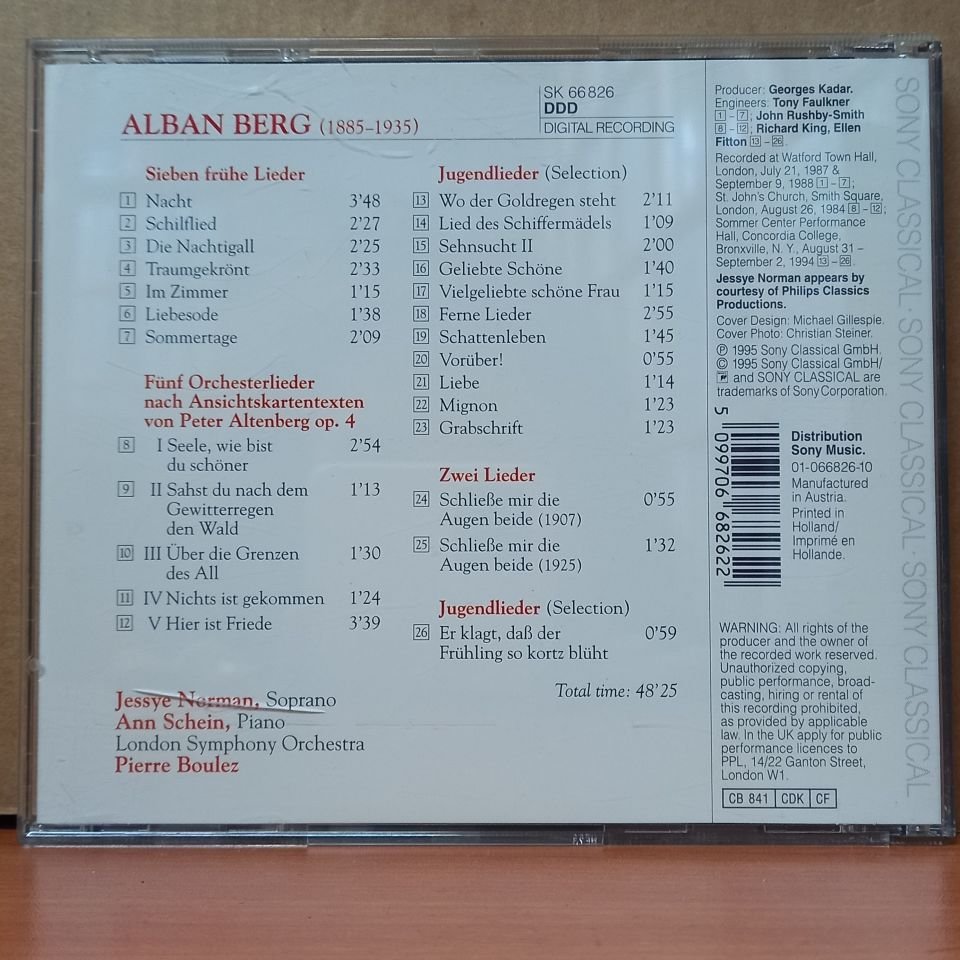 ALBAN BERG (1885–1935)
SK 66826
DDD
DIGITAL RECORDING
Sieben frühe Lieder
1 Nacht 3'48
2 Schilflied 2'27
3 Die Nachtigall 2'25
4 Traumgekrönt 2'33
5 Im Zimmer 1'15
6 Liebesode 1'38
7 Sommertage 2'09
Fünf Orchesterlieder
nach Ansichtskartentexten
von Peter Altenberg op. 4
8 I Seele, wie bist 2'54
du schöner
9 II Sahst du nach dem 1'13
Gewitterregen
den Wald
10 III Über die Grenzen 1'30
des All
11 IV Nichts ist gekommen 1'24
12 V Hier ist Friede 3'39
Jessye Norman, Soprano
Ann Schein, Piano
London Symphony Orchestra
Pierre Boulez
Jugendlieder (Selection)
13 Wo der Goldregen steht 2'11
14 Lied des Schiffermädels 1'09
15 Sehnsucht II 2'00
16 Geliebte Schöne 1'40
17 Vielgeliebte schöne Frau 1'15
18 Ferne Lieder 2'55
19 Schattenleben 1'45
20 Vorüber! 0'55
21 Liebe 1'14
22 Mignon 1'23
23 Grabschrift 1'23
Zwei Lieder
24 Schließe mir die 0'55
Augen beide (1907)
25 Schließe mir die 1'32
Augen beide (1925)
Jugendlieder (Selection)
26 Er klagt, daß der 0'59
Frühling so kortz blüht
Total time: 48'25
Producer: Georges Kadar.
Engineers: Tony Faulkner
1 – 7; John Rushby-Smith
8 – 12; Richard King, Ellen
Fitton 13 – 26.
Recorded at Watford Town Hall,
London, July 21, 1987 &
September 9, 1988 1 – 7;
St. John's Church, Smith Square,
London, August 26, 1984 8 – 12;
Sommer Center Performance
Hall, Concordia College,
Bronxville, N. Y., August 31 –
September 2, 1994 13 – 26.
Jessye Norman appears by
courtesy of Philips Classics
Productions.
Cover Design: Michael Gillespie.
Cover Photo: Christian Steiner.
℗ 1995 Sony Classical GmbH.
© 1995 Sony Classical GmbH/
and SONY CLASSICAL are
trademarks of Sony Corporation.
5 099706 682622
Distribution
Sony Music.
01-066826-10
Manufactured
in Austria.
Printed in
Holland/
Imprimé en
Hollande.
WARNING: All rights of the
producer and the owner of
the recorded work reserved.
Unauthorized copying,
public performance, broad-
casting, hiring or rental of
this recording prohibited,
as provided by applicable
law. In the UK apply for public
performance licences to
PPL, 14/22 Ganton Street,
London W1.
CB 841 CDK CF
SONY CLASSICAL · SONY CLASSICAL · SONY CLASSICAL